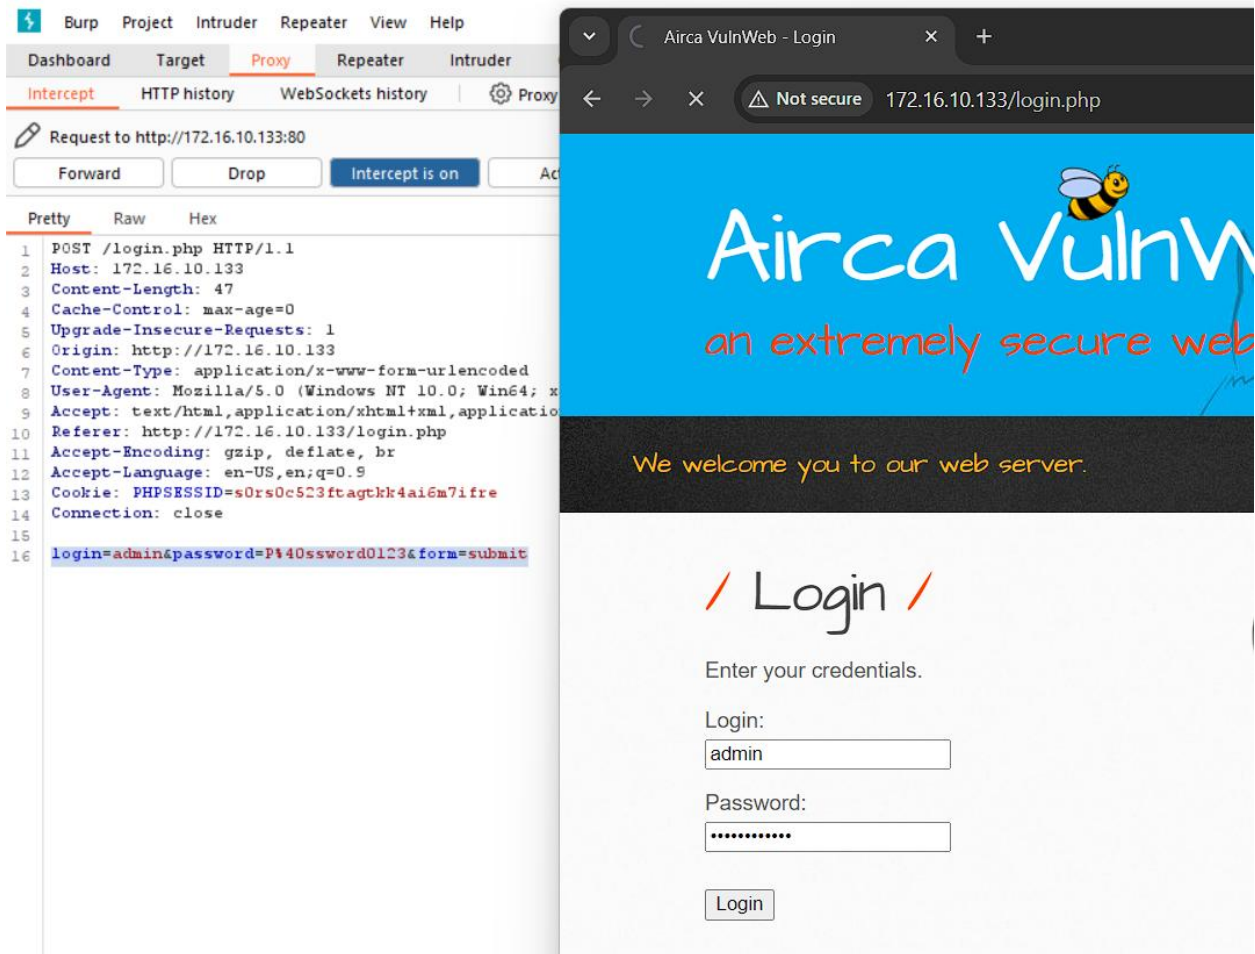 Burp Project Intruder Repeater View Help
Dashboard Target Proxy Repeater Intruder
Intercept HTTP history WebSockets history Proxy
Request to http://172.16.10.133:80
Forward Drop Intercept is on
Pretty Raw Hex
1 POST /login.php HTTP/1.1
2 Host: 172.16.10.133
3 Content-Length: 47
4 Cache-Control: max-age=0
5 Upgrade-Insecure-Requests: 1
6 Origin: http://172.16.10.133
7 Content-Type: application/x-www-form-urlencoded
8 User-Agent: Mozilla/5.0 (Windows NT 10.0; Win64; x
9 Accept: text/html,application/xhtml+xml,applicatio
10 Referer: http://172.16.10.133/login.php
11 Accept-Encoding: gzip, deflate, br
12 Accept-Language: en-US,en;q=0.9
13 Cookie: PHPSESSID=s0rs0c523ftagtkk4ai6m7ifre
14 Connection: close
15
16 login=admin&password=P%40ssword0123&form=submit
Airca VulnWeb - Login
Not secure 172.16.10.133/login.php
Airca VulnW
an extremely secure web
We welcome you to our web server.
/ Login /
Enter your credentials.
Login:
admin
Password:
••••••••••••
Login